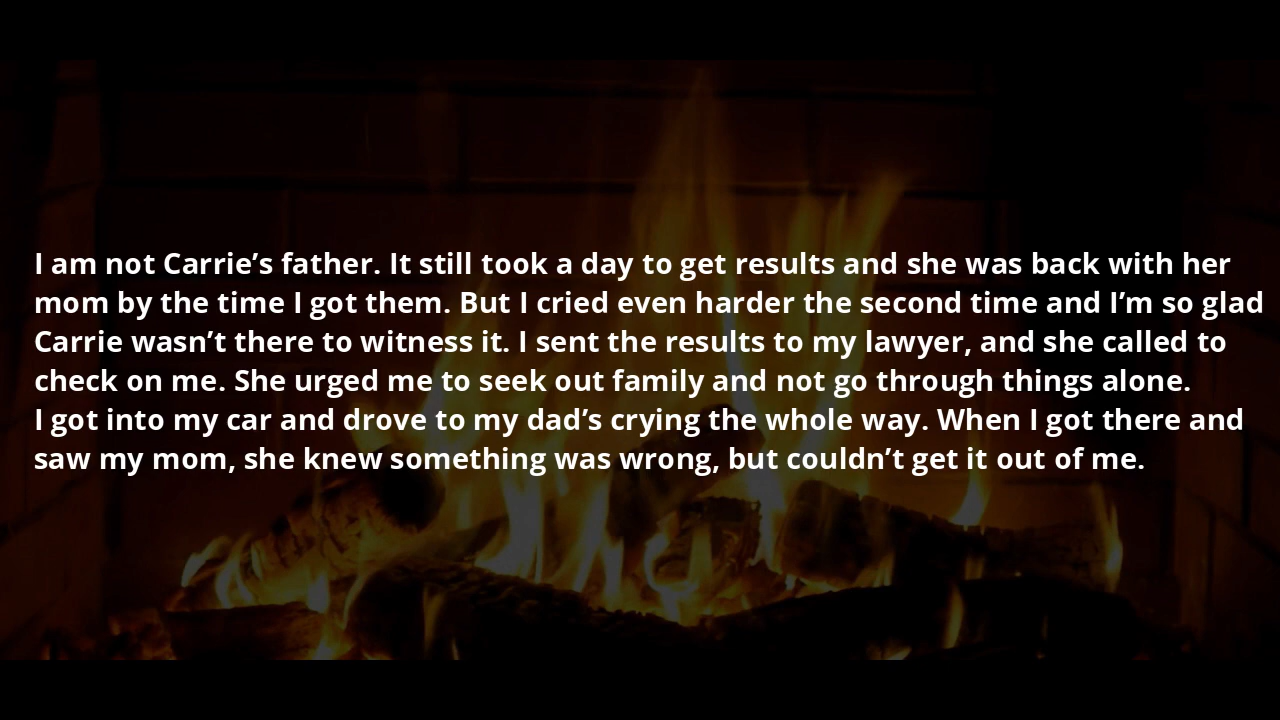 I am not Carrie’s father. It still took a day to get results and she was back with her
mom by the time I got them. But I cried even harder the second time and I’m so glad
Carrie wasn’t there to witness it. I sent the results to my lawyer, and she called to
check on me. She urged me to seek out family and not go through things alone.
I got into my car and drove to my dad’s crying the whole way. When I got there and
saw my mom, she knew something was wrong, but couldn’t get it out of me.